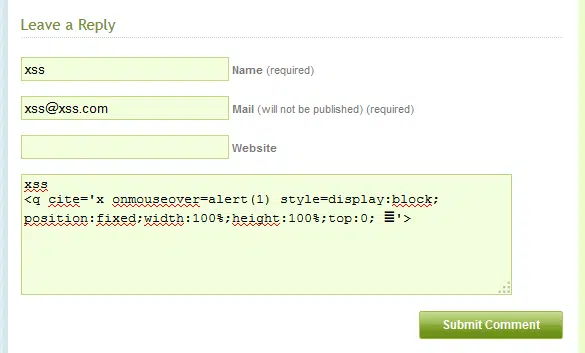 Leave a Reply
xss Name (required)
xss@xss.com Mail (will not be published) (required)
Website
xss
<q cite='x onmouseover=alert(1) style=display:block;
position:fixed;width:100%;height:100%;top:0; 𝌆'>
Submit Comment